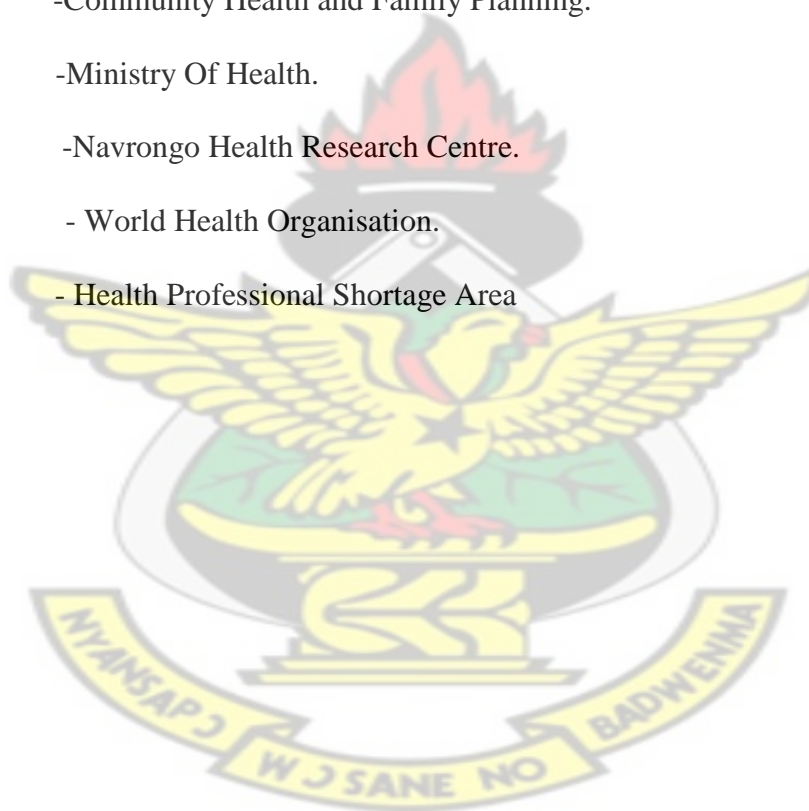 -Community Health and Family Planning.
-Ministry Of Health.
-Navrongo Health Research Centre.
- World Health Organisation.
- Health Professional Shortage Area
NYANSAPƆ WƆSANE NO BADWENMA